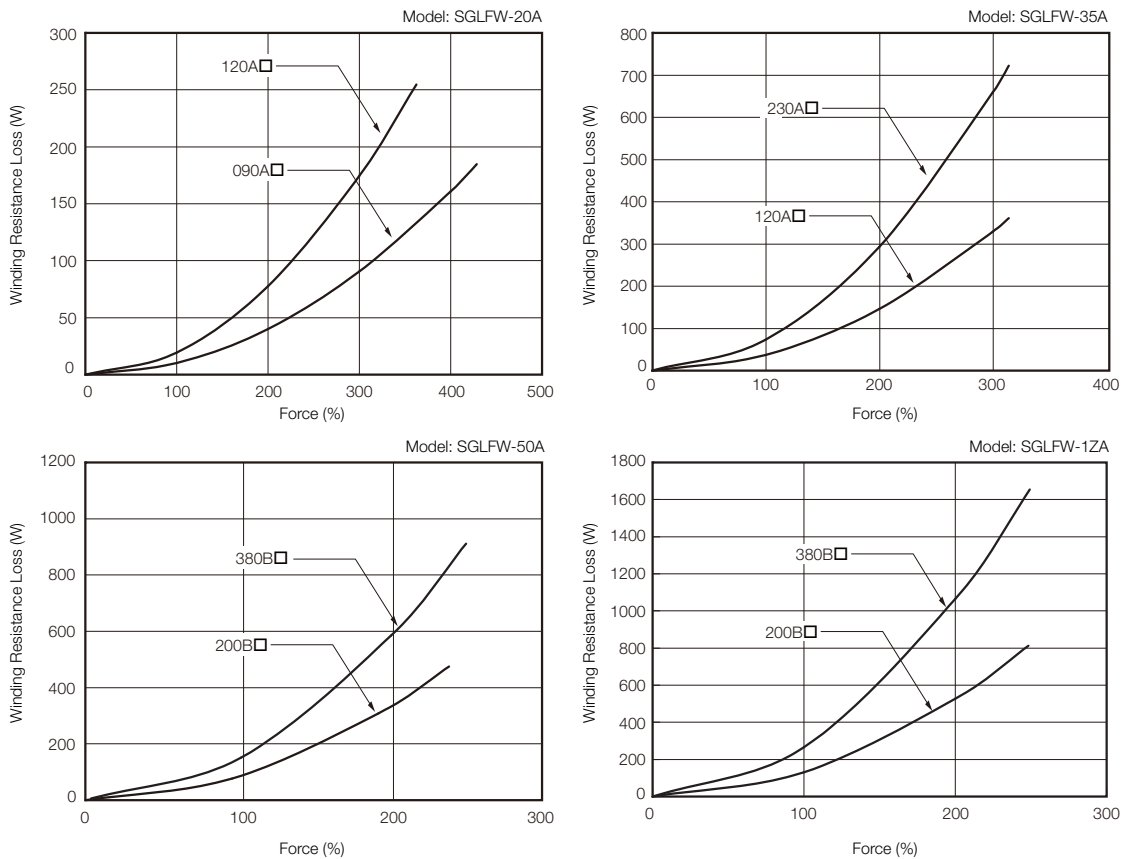 Model: SGLFW-20A
300
250
200
150
100
50
0
Winding Resistance Loss (W)
120A□
090A□
0 100 200 300 400 500
Force (%)
Model: SGLFW-35A
800
700
600
500
400
300
200
100
0
Winding Resistance Loss (W)
230A□
120A□
0 100 200 300 400
Force (%)
Model: SGLFW-50A
1200
1000
800
600
400
200
0
Winding Resistance Loss (W)
380B□
200B□
0 100 200 300
Force (%)
Model: SGLFW-1ZA
1800
1600
1400
1200
1000
800
600
400
200
0
Winding Resistance Loss (W)
380B□
200B□
0 100 200 300
Force (%)